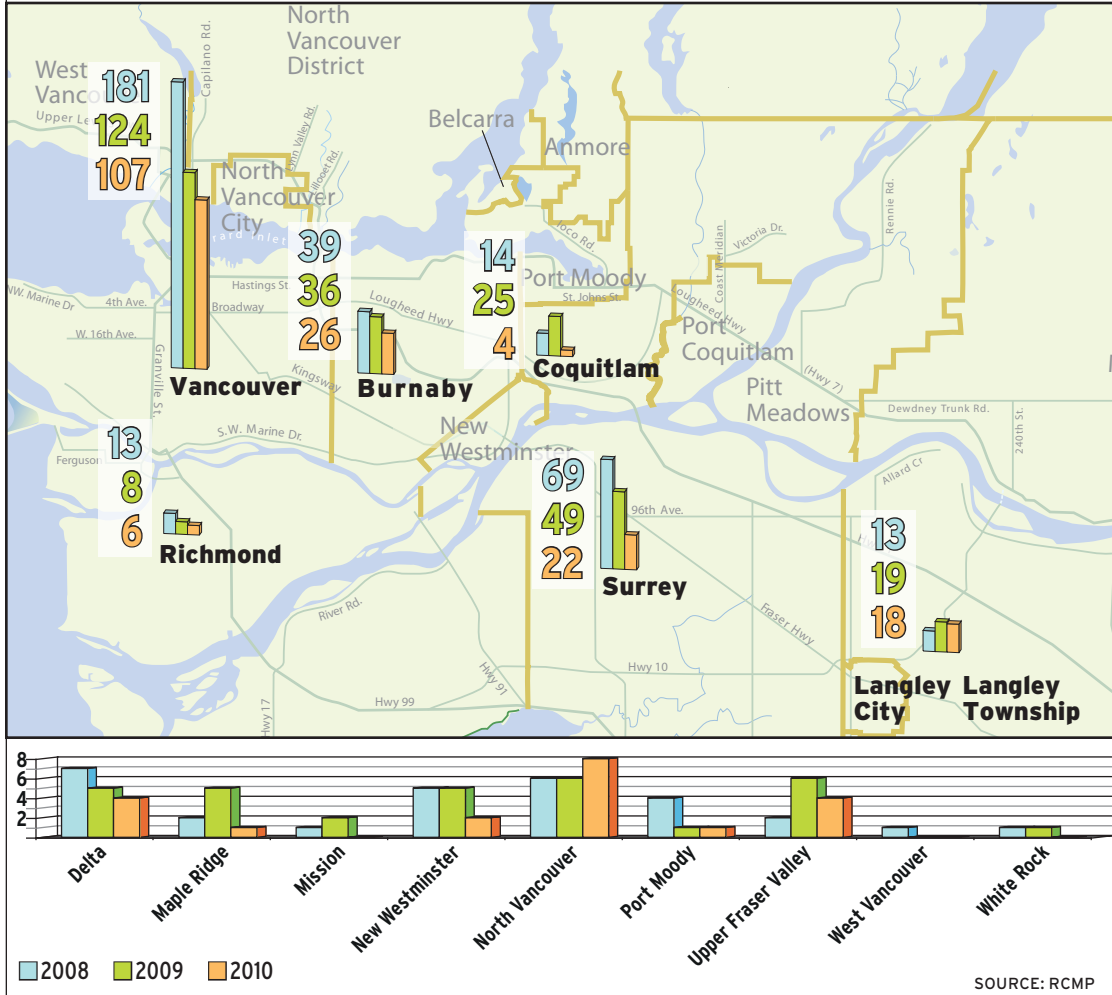 North
Vancouver
District
West
Vancouver
Upper Le
Capilano Rd.
181
124
107
Lynn Valley Rd.
Lillooet Rd.
North
Vancouver
City
Belcarra
Anmore
Ioco Rd.
Rennie Rd.
Victoria Dr.
Coast Meridian
39
36
26
14
25
4
Port Moody
St. Johns St.
Hastings St
NW. Marine Dr
4th Ave.
Broadway
Lougheed Hwy
Lougheed Hwy
W. 16th Ave.
Granville St.
Kingsway
Vancouver
Burnaby
Coquitlam
Port
Coquitlam
(Hwy 7)
Pitt
Meadows
Dewdney Trunk Rd.
240th St.
13
8
6
S.W. Marine Dr.
Ferguson
New
Westminster
69
49
22
96th Ave.
Allard Cr
13
19
18
Richmond
Surrey
River Rd.
Fraser Hwy
Hwy 10
Hwy 91
Hwy 99
Hwy 17
Langley
City
Langley
Township
8
6
4
2
Delta
Maple Ridge
Mission
New Westminster
North Vancouver
Port Moody
Upper Fraser Valley
West Vancouver
White Rock
2008 2009 2010
SOURCE: RCMP